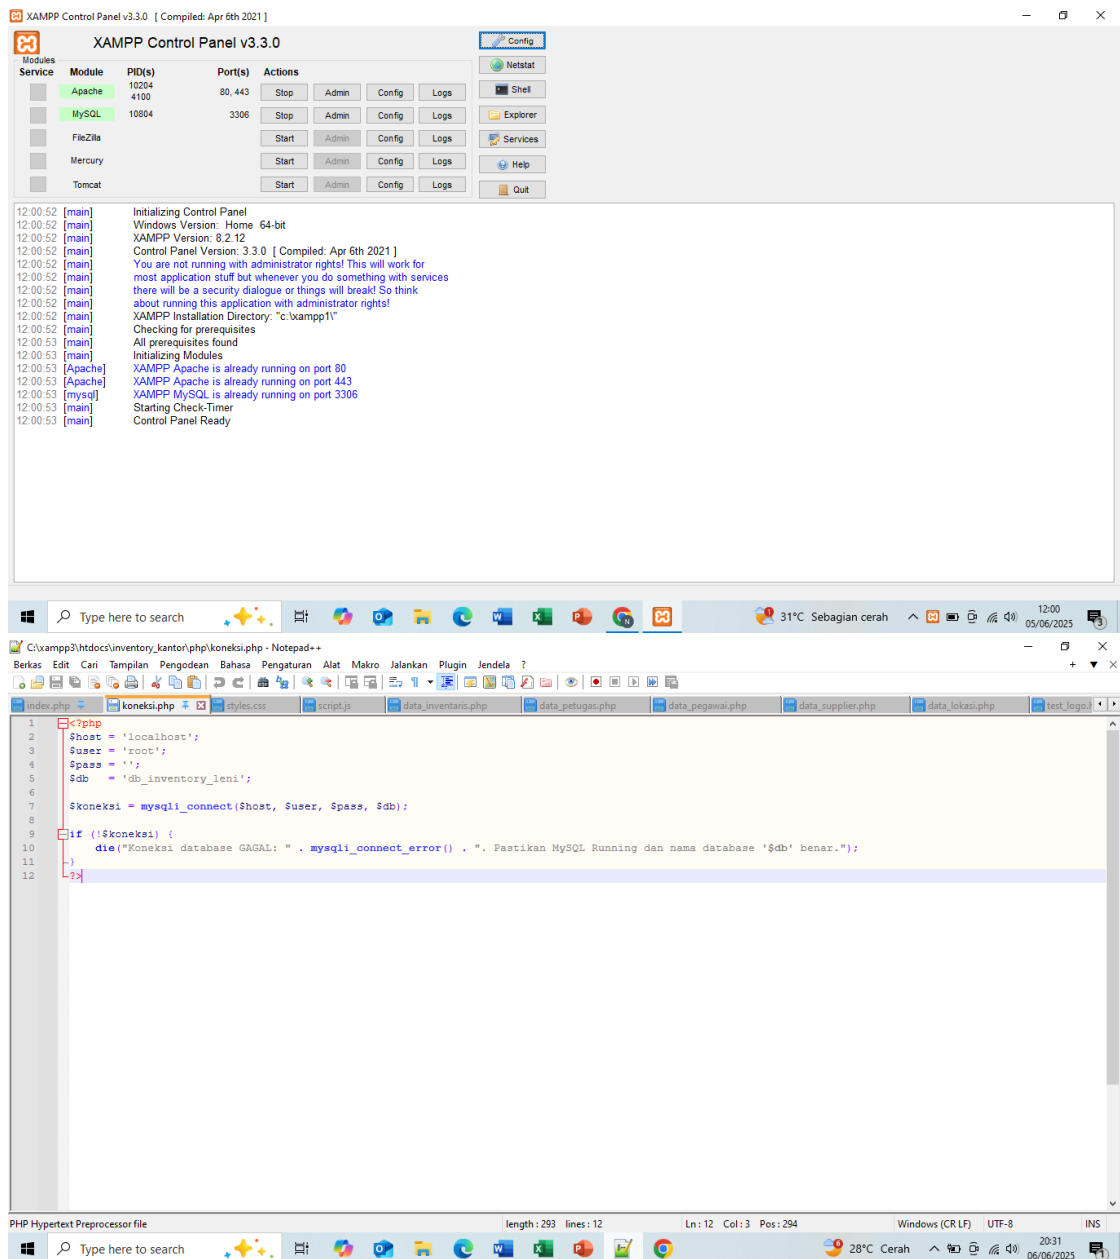 XAMPP Control Panel v3.3.0 [ Compiled: Apr 6th 2021 ]
XAMPP Control Panel v3.3.0
Config
Modules
Service Module PID(s) Port(s) Actions
Netstat
Apache 10204 4100 80, 443 Stop Admin Config Logs
Shell
MySQL 10804 3306 Stop Admin Config Logs
Explorer
FileZilla Start Admin Config Logs
Services
Mercury Start Admin Config Logs
Help
Tomcat Start Admin Config Logs
Quit
12:00:52 [main] Initializing Control Panel
12:00:52 [main] Windows Version: Home 64-bit
12:00:52 [main] XAMPP Version: 8.2.12
12:00:52 [main] Control Panel Version: 3.3.0 [ Compiled: Apr 6th 2021 ]
12:00:52 [main] You are not running with administrator rights! This will work for
12:00:52 [main] most application stuff but whenever you do something with services
12:00:52 [main] there will be a security dialogue or things will break! So think
12:00:52 [main] about running this application with administrator rights!
12:00:52 [main] XAMPP Installation Directory: "c:\xampp1\"
12:00:52 [main] Checking for prerequisites
12:00:53 [main] All prerequisites found
12:00:53 [main] Initializing Modules
12:00:53 [Apache] XAMPP Apache is already running on port 80
12:00:53 [Apache] XAMPP Apache is already running on port 443
12:00:53 [mysql] XAMPP MySQL is already running on port 3306
12:00:53 [main] Starting Check-Timer
12:00:53 [main] Control Panel Ready
Type here to search
31°C Sebagian cerah
12:00
05/06/2025
C:\xampp3\htdocs\inventory_kantor\php\koneksi.php - Notepad++
Berkas Edit Cari Tampilan Pengodean Bahasa Pengaturan Alat Makro Jalankan Plugin Jendela ?
index.php koneksi.php styles.css script.js data_inventaris.php data_petugas.php data_pegawai.php data_supplier.php data_lokasi.php test_logo.
1 <?php
2 $host = 'localhost';
3 $user = 'root';
4 $pass = '';
5 $db = 'db_inventory_leni';
6
7 $koneksi = mysqli_connect($host, $user, $pass, $db);
8
9 if (!$koneksi) {
10 die("Koneksi database GAGAL: " . mysqli_connect_error() . ". Pastikan MySQL Running dan nama database '$db' benar.");
11 }
12 ?>
PHP Hypertext Preprocessor file length : 293 lines : 12 Ln : 12 Col : 3 Pos : 294 Windows (CR LF) UTF-8 INS
Type here to search
28°C Cerah
20:31
06/06/2025